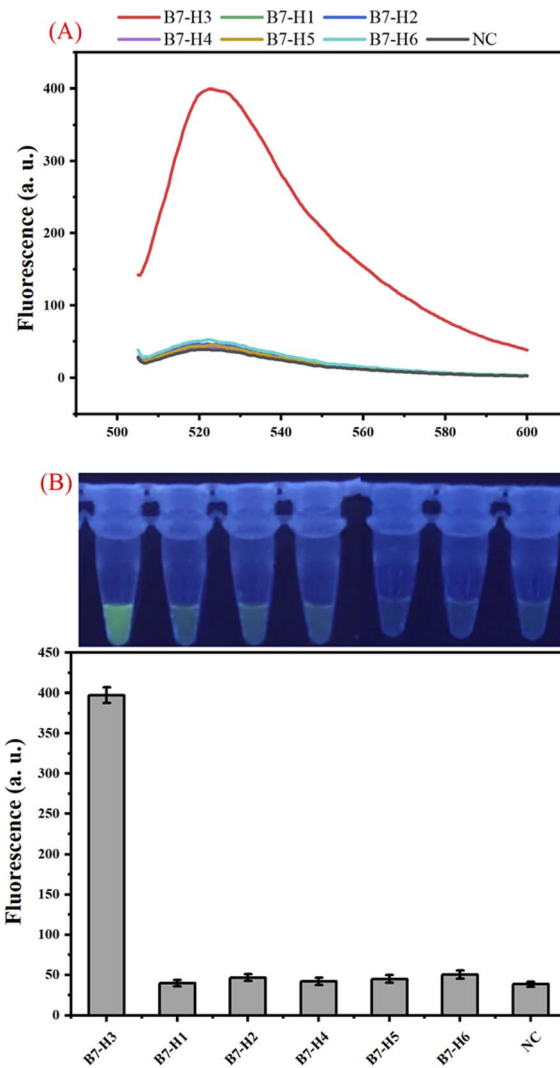 (A)
B7-H3 B7-H1 B7-H2
B7-H4 B7-H5 B7-H6 NC
Fluorescence (a. u.)
400
300
200
100
0
500 520 540 560 580 600
(B)
Fluorescence (a. u.)
450
400
350
300
250
200
150
100
50
0
B7-H3 B7-H1 B7-H2 B7-H4 B7-H5 B7-H6 NC